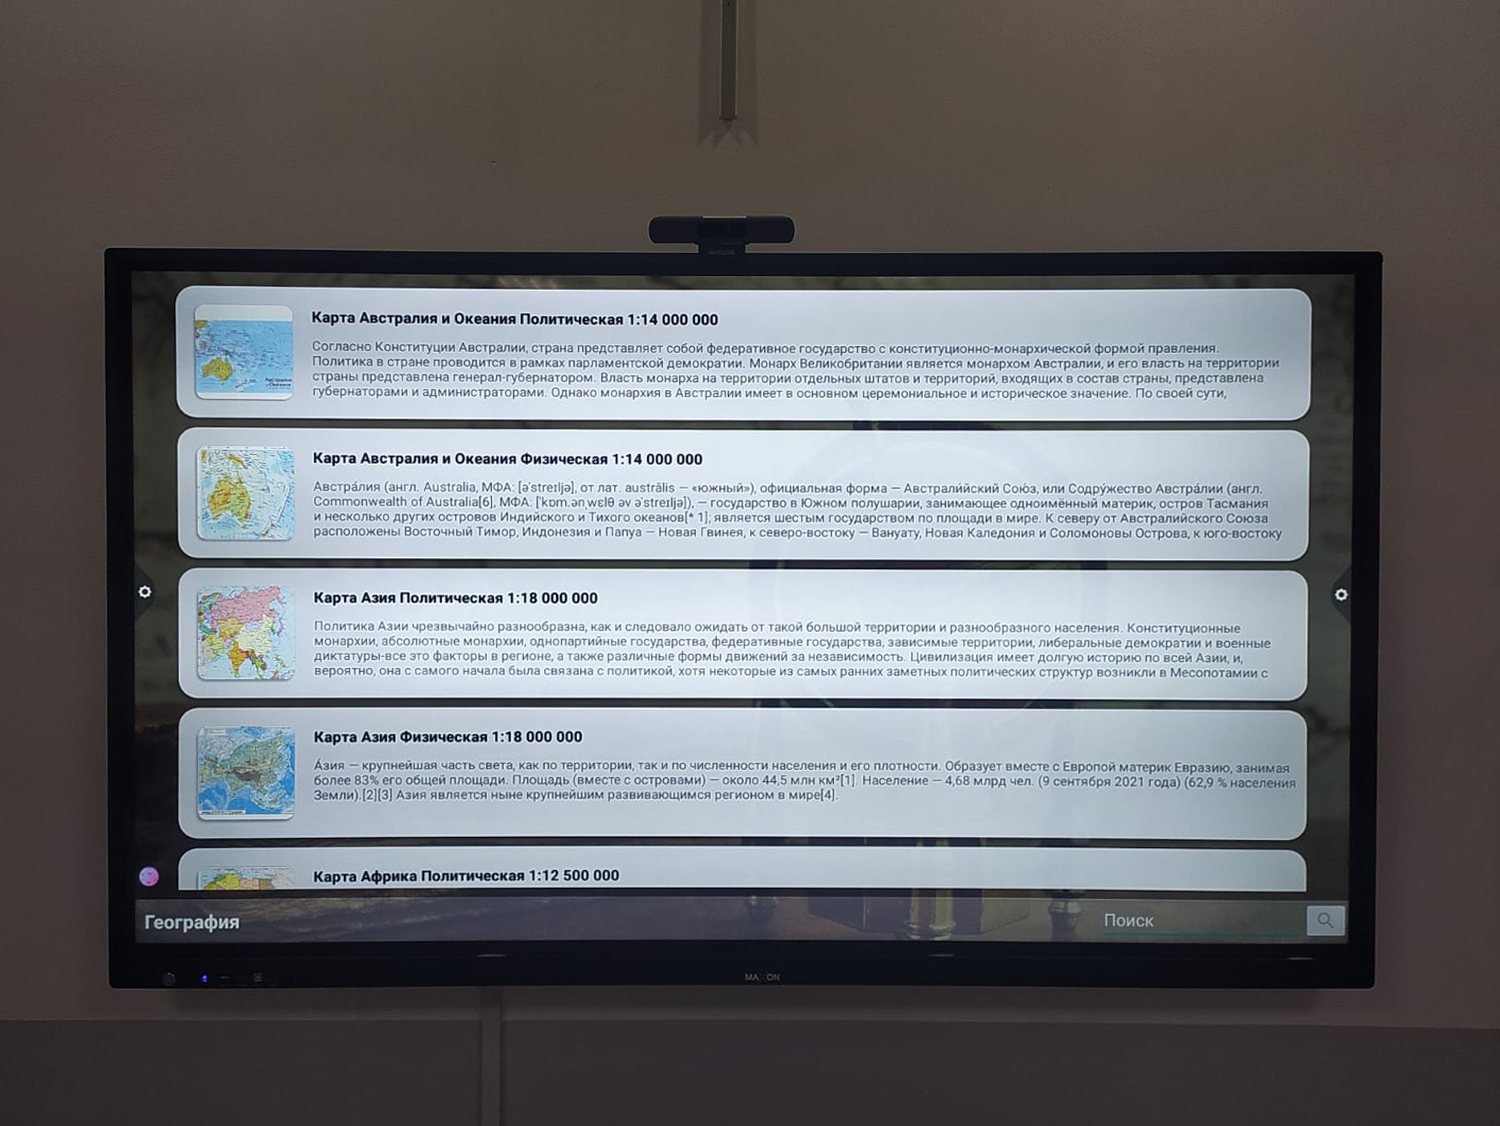 Карта Австралия и Океания Политическая 1:14 000 000
Согласно Конституции Австралии, страна представляет собой федеративное государство с конституционно-монархической формой правления.
Политика в стране проводится в рамках парламентской демократии. Монарх Великобритании является монархом Австралии, и его власть на территории
страны представлена генерал-губернатором. Власть монарха на территории отдельных штатов и территорий, входящих в состав страны, представлена
губернаторами и администраторами. Однако монархия в Австралии имеет в основном церемониальное и историческое значение. По своей сути,
Карта Австралия и Океания Физическая 1:14 000 000
Австра́лия (англ. Australia, МФА: [əˈstreɪljə], от лат. austrālis — «южный»), официальная форма — Австрали́йский Сою́з, или Содру́жество Австра́лии (англ.
Commonwealth of Australia[6], МФА: [ˈkɒm.ənˌwɛlθ əv əˈstreɪljə]), — государство в Южном полушарии, занимающее одноимённый материк, остров Тасмания
и несколько других островов Индийского и Тихого океанов[* 1]; является шестым государством по площади в мире. К северу от Австралийского Союза
расположены Восточный Тимор, Индонезия и Папуа — Новая Гвинея, к северо-востоку — Вануату, Новая Каледония и Соломоновы Острова, к юго-востоку
Карта Азия Политическая 1:18 000 000
Политика Азии чрезвычайно разнообразна, как и следовало ожидать от такой большой территории и разнообразного населения. Конституционные
монархии, абсолютные монархии, однопартийные государства, федеративные государства, зависимые территории, либеральные демократии и военные
диктатуры-все это факторы в регионе, а также различные формы движений за независимость. Цивилизация имеет долгую историю по всей Азии, и,
вероятно, она с самого начала была связана с политикой, хотя некоторые из самых ранних заметных политических структур возникли в Месопотамии с
Карта Азия Физическая 1:18 000 000
А́зия — крупнейшая часть света, как по территории, так и по численности населения и его плотности. Образует вместе с Европой материк Евразию, занимая
более 83% его общей площади. Площадь (вместе с островами) — около 44,5 млн км²[1]. Население — 4,68 млрд чел. (9 сентября 2021 года) (62,9 % населения
Земли).[2][3] Азия является ныне крупнейшим развивающимся регионом в мире[4].
Карта Африка Политическая 1:12 500 000
География
Поиск